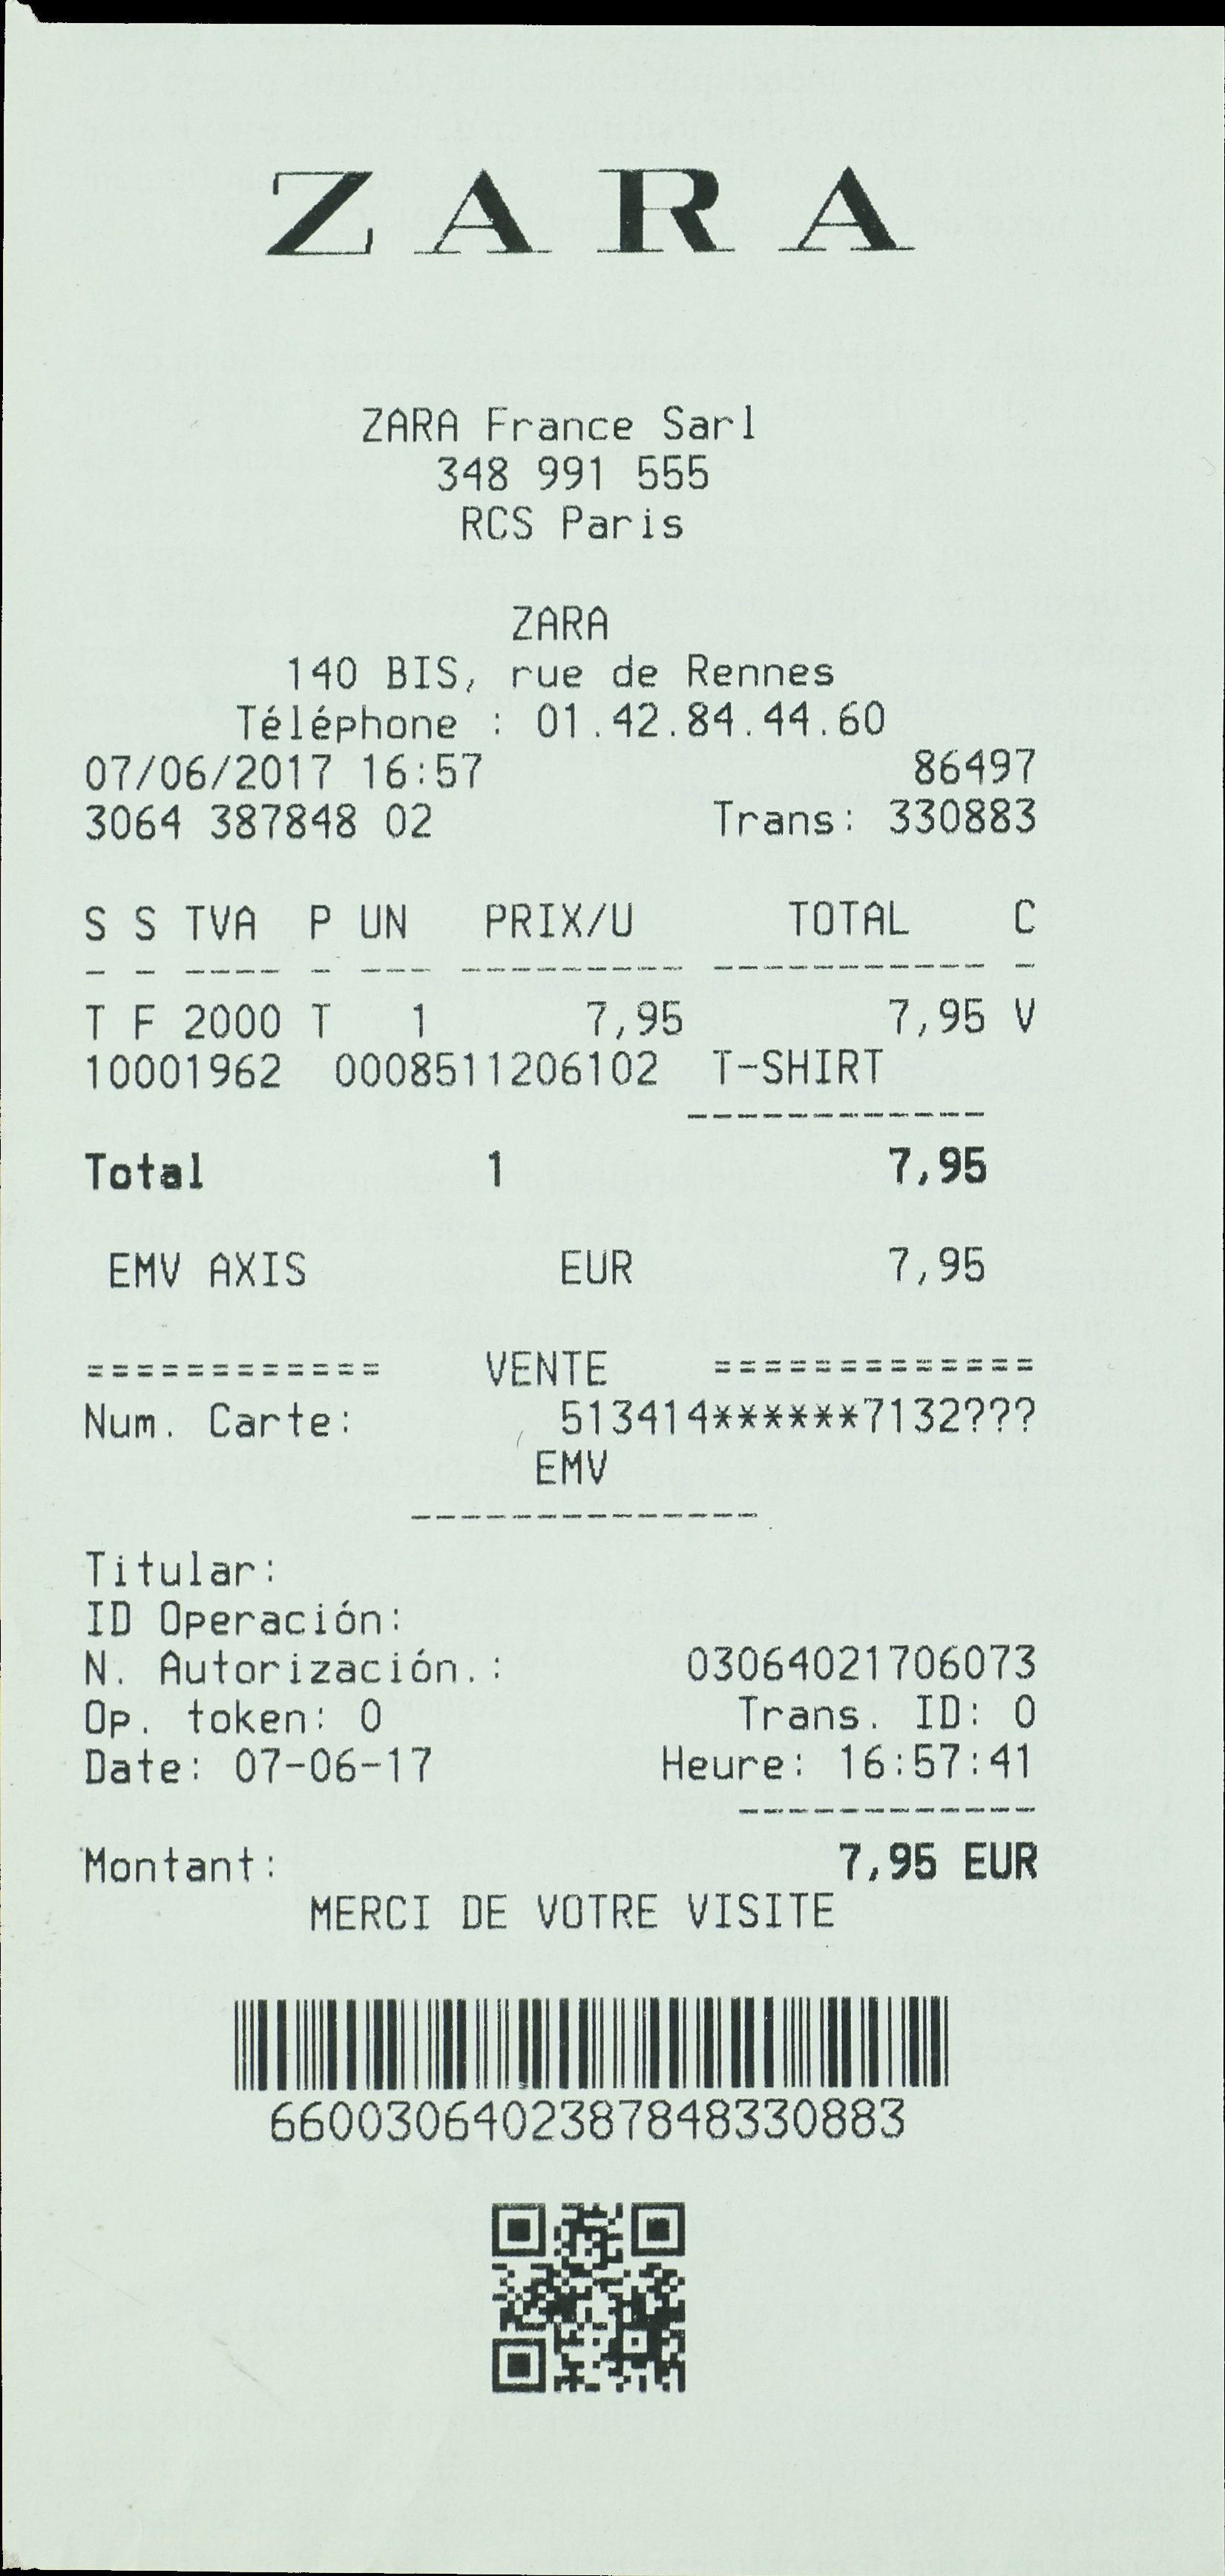 ZARA
ZARA France Sarl
348 991 555
RCS Paris
ZARA
140 BIS, rue de Rennes
Téléphone : 01.42.84.44.60
07/06/2017 16:57 86497
3064 387848 02 Trans: 330883
S S TVA P UN PRIX/U TOTAL C
- - ---- - --- --------- ----------- -
T F 2000 T 1 7,95 7,95 V
10001962 0008511206102 T-SHIRT
------------
Total 1 7,95
EMV AXIS EUR 7,95
============ VENTE =============
Num. Carte: 513414******7132???
EMV
--------------
Titular:
ID Operación:
N. Autorización.: 03064021706073
Op. token: 0 Trans. ID: 0
Date: 07-06-17 Heure: 16:57:41
------------
Montant: 7,95 EUR
MERCI DE VOTRE VISITE
66003064023878483​30883